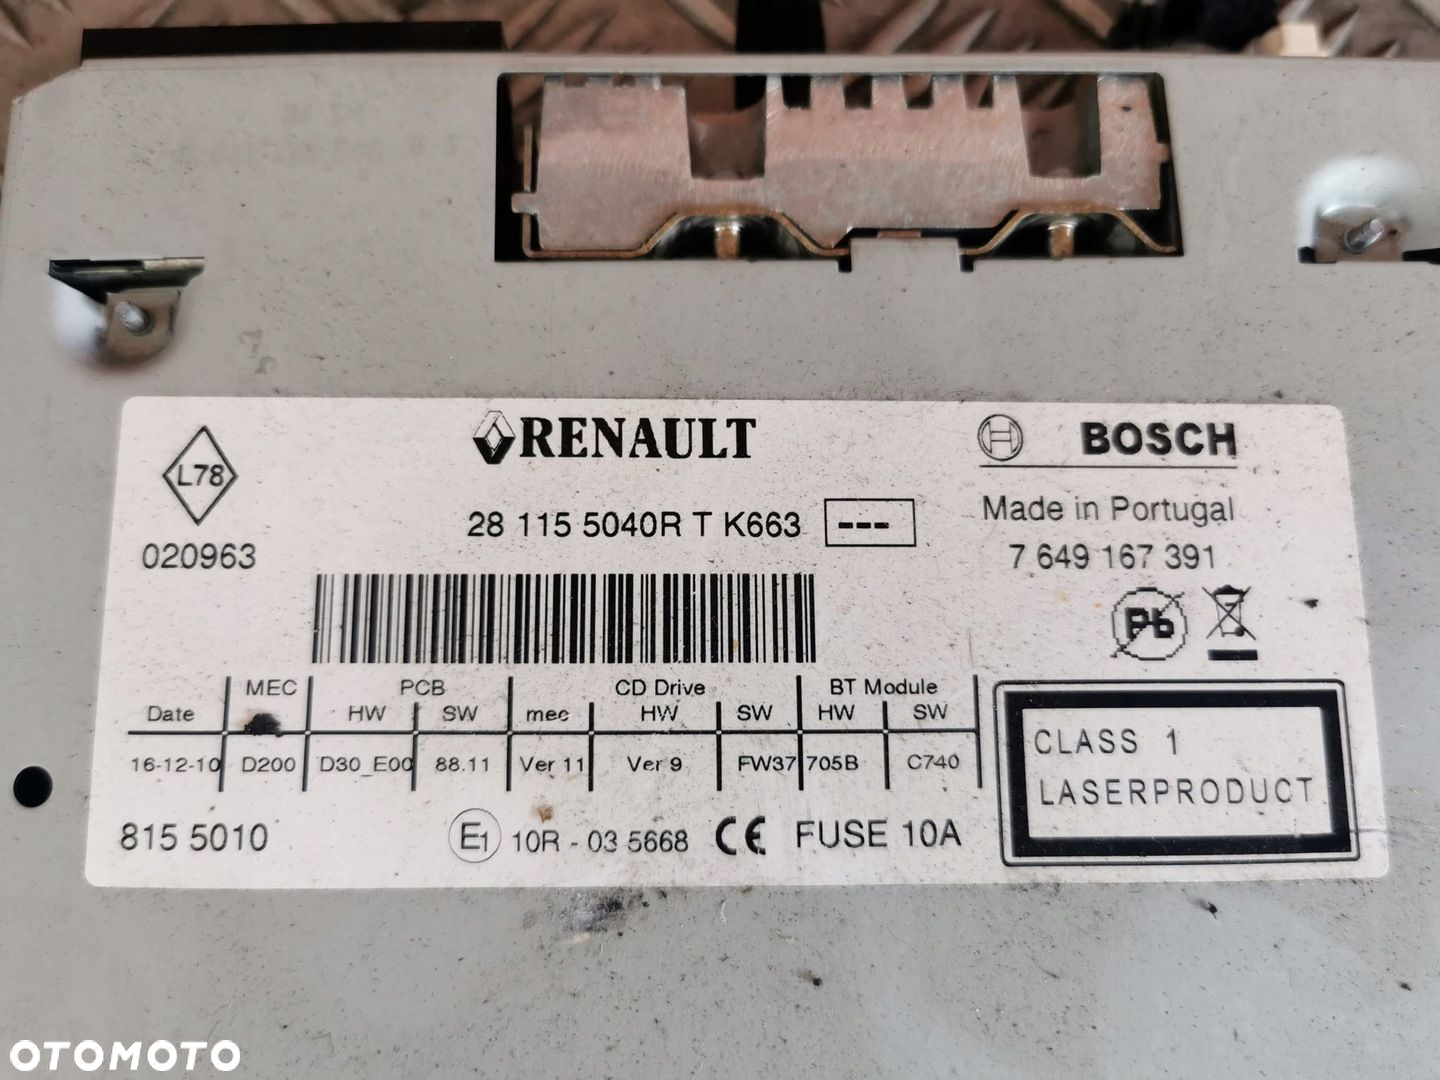 RENAULT
BOSCH
L78
28 115 5040R T K663 ---
Made in Portugal
020963
7 649 167 391
Pb
MEC PCB CD Drive BT Module
Date HW SW mec HW SW HW SW
16-12-10 D200 D30_E00 88.11 Ver 11 Ver 9 FW37 705B C740
CLASS 1
LASERPRODUCT
815 5010 E1 10R - 03 5668 CE FUSE 10A
OTOMOTO